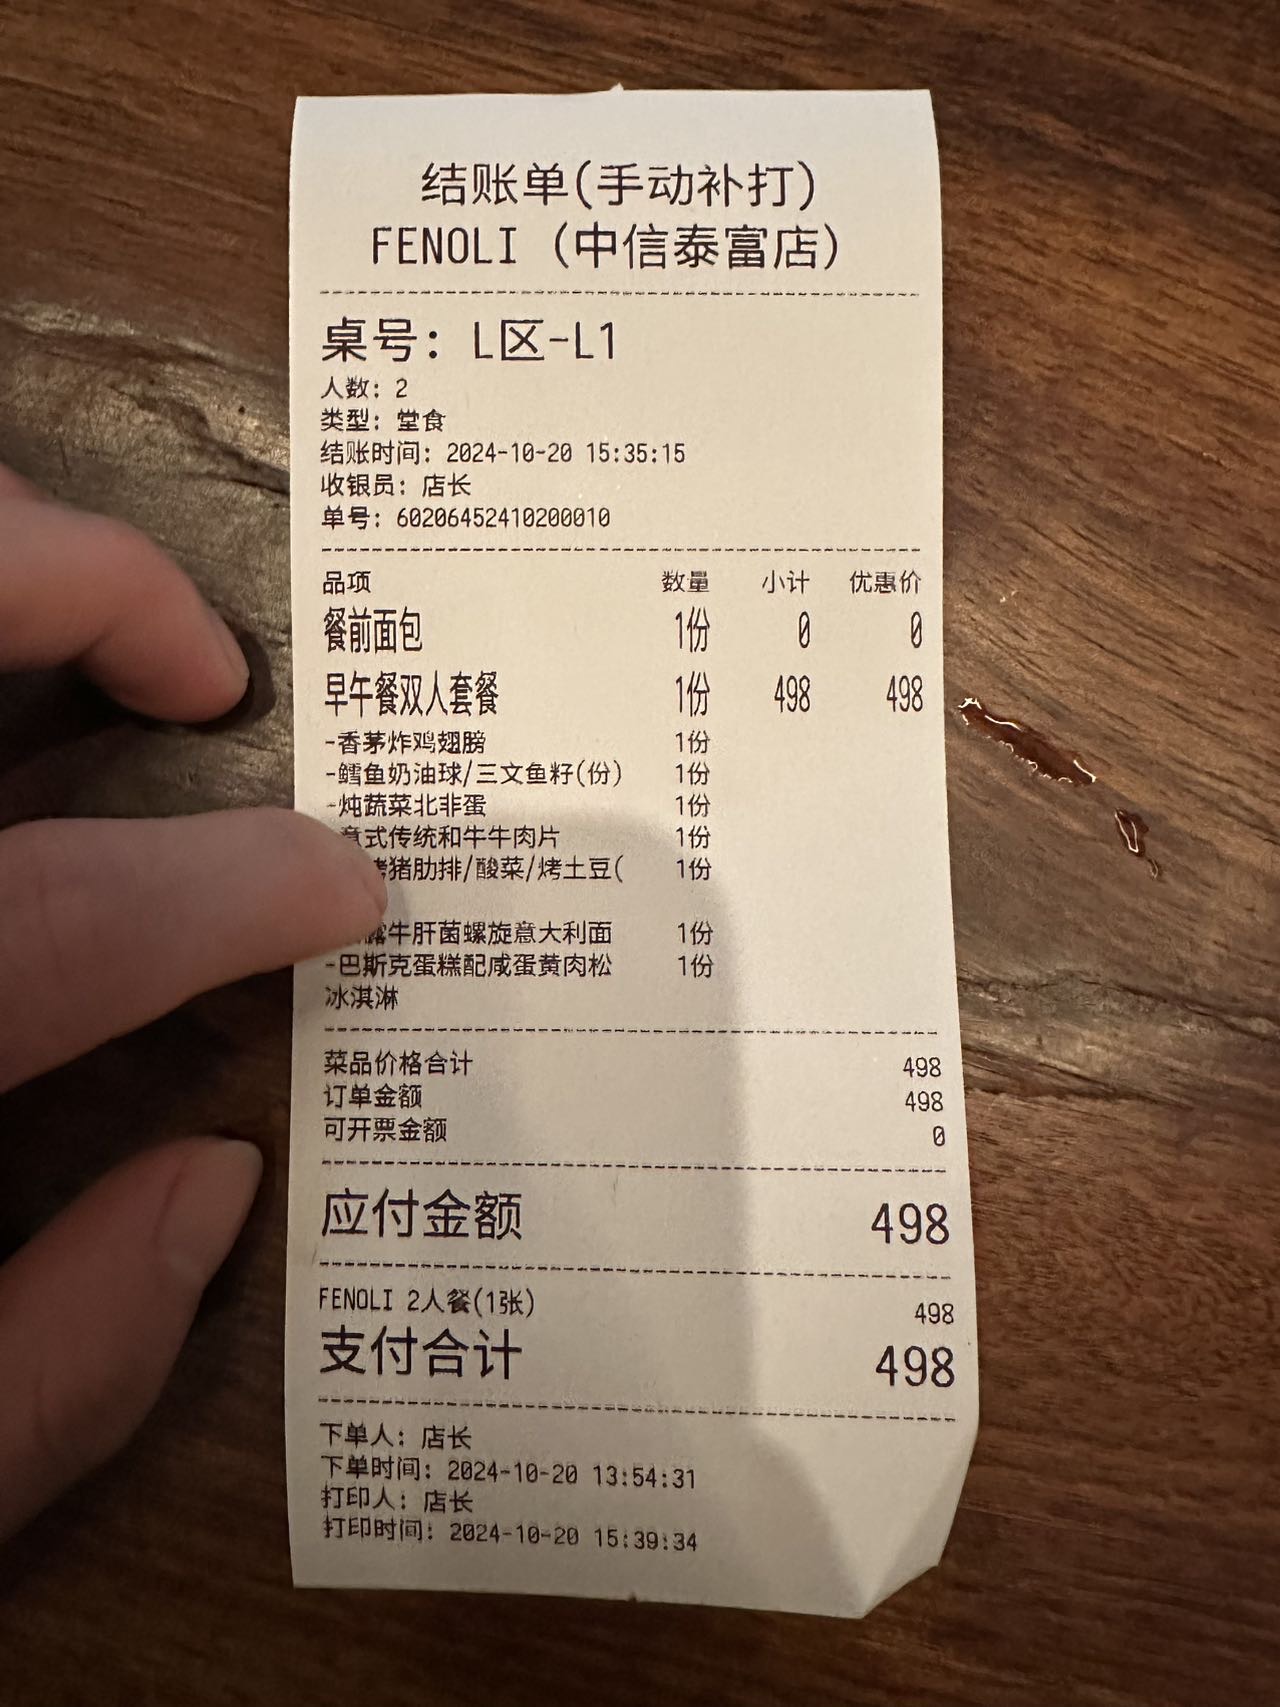 结账单(手动补打)
FENOLI (中信泰富店)
桌号: L区-L1
人数: 2
类型: 堂食
结账时间: 2024-10-20 15:35:15
收银员: 店长
单号: 60206452410200010
品项 数量 小计 优惠价
餐前面包 1份 0 0
早午餐双人套餐 1份 498 498
-香茅炸鸡翅膀 1份
-鳕鱼奶油球/三文鱼籽(份) 1份
-炖蔬菜北非蛋 1份
意式传统和牛牛肉片 1份
烤猪肋排/酸菜/烤土豆( 1份
露牛肝菌螺旋意大利面 1份
-巴斯克蛋糕配咸蛋黄肉松 1份
冰淇淋
菜品价格合计 498
订单金额 498
可开票金额 0
应付金额 498
FENOLI 2人餐(1张) 498
支付合计 498
下单人: 店长
下单时间: 2024-10-20 13:54:31
打印人: 店长
打印时间: 2024-10-20 15:39:34